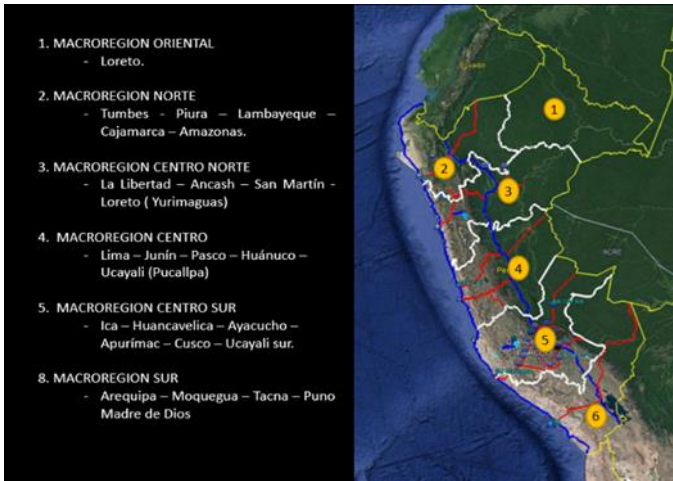 1. MACROREGION ORIENTAL
- Loreto.
2. MACROREGION NORTE
- Tumbes - Piura – Lambayeque –
Cajamarca – Amazonas.
3. MACROREGION CENTRO NORTE
- La Libertad – Ancash – San Martín -
Loreto ( Yurimaguas)
4. MACROREGION CENTRO
- Lima – Junín – Pasco – Huánuco –
Ucayali (Pucallpa)
5. MACROREGION CENTRO SUR
- Ica – Huancavelica – Ayacucho –
Apurímac – Cusco – Ucayali sur.
8. MACROREGION SUR
- Arequipa – Moquegua – Tacna – Puno
Madre de Dios
Ecuador
1
2
3
ACRE
4
5
6